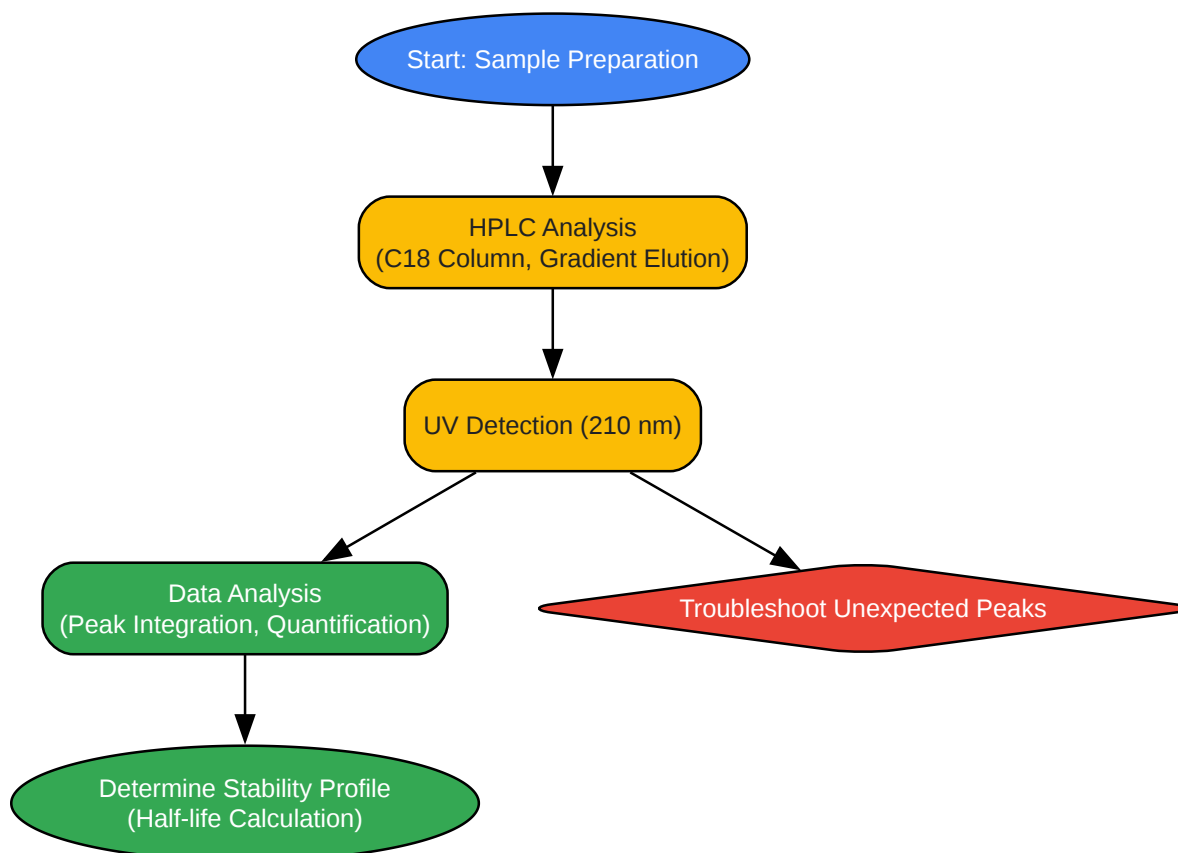 Start: Sample Preparation
HPLC Analysis
(C18 Column, Gradient Elution)
UV Detection (210 nm)
Data Analysis
(Peak Integration, Quantification)
Troubleshoot Unexpected Peaks
Determine Stability Profile
(Half-life Calculation)